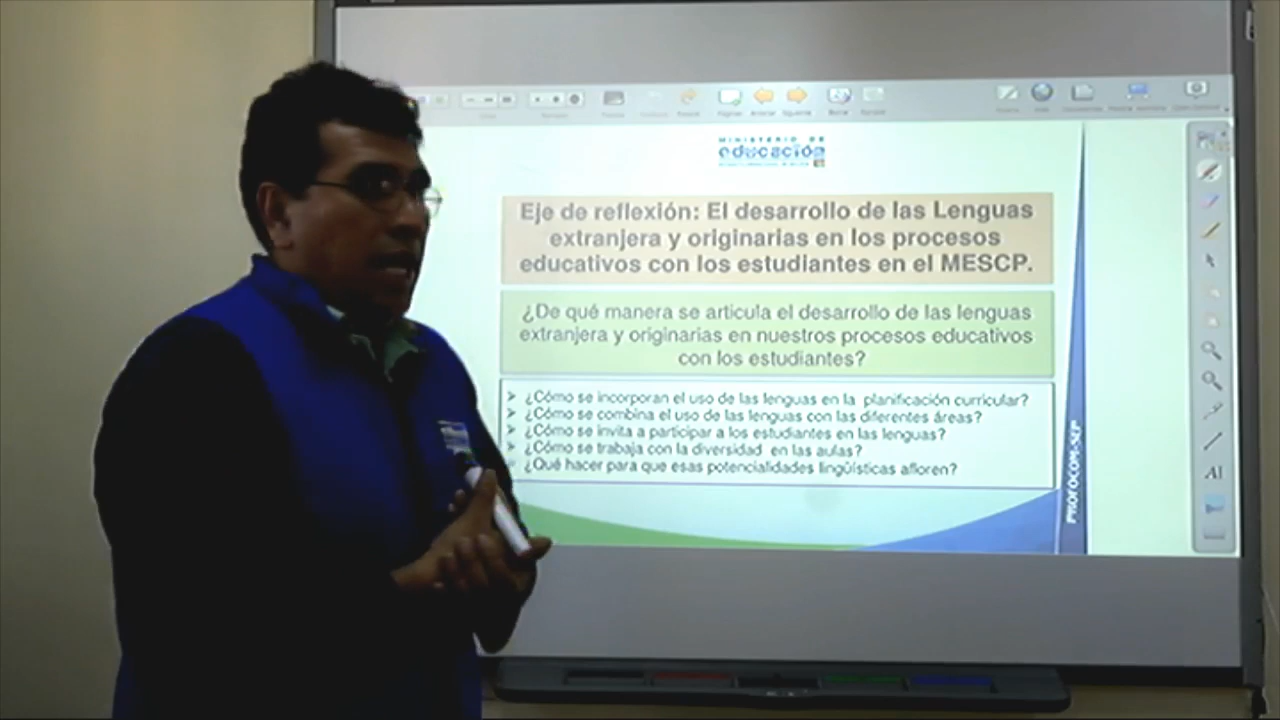 MINISTERIO DE
educación
Eje de reflexión: El desarrollo de las Lenguas
extranjera y originarias en los procesos
educativos con los estudiantes en el MESCP.
¿De qué manera se articula el desarrollo de las lenguas
extranjera y originarias en nuestros procesos educativos
con los estudiantes?
¿Cómo se incorporan el uso de las lenguas en la planificación curricular?
¿Cómo se combina el uso de las lenguas con las diferentes áreas?
¿Cómo se invita a participar a los estudiantes en las lenguas?
¿Cómo se trabaja con la diversidad en las aulas?
¿Qué hacer para que esas potencialidades lingüísticas afloren?
PROFOCOM-SEP
AI